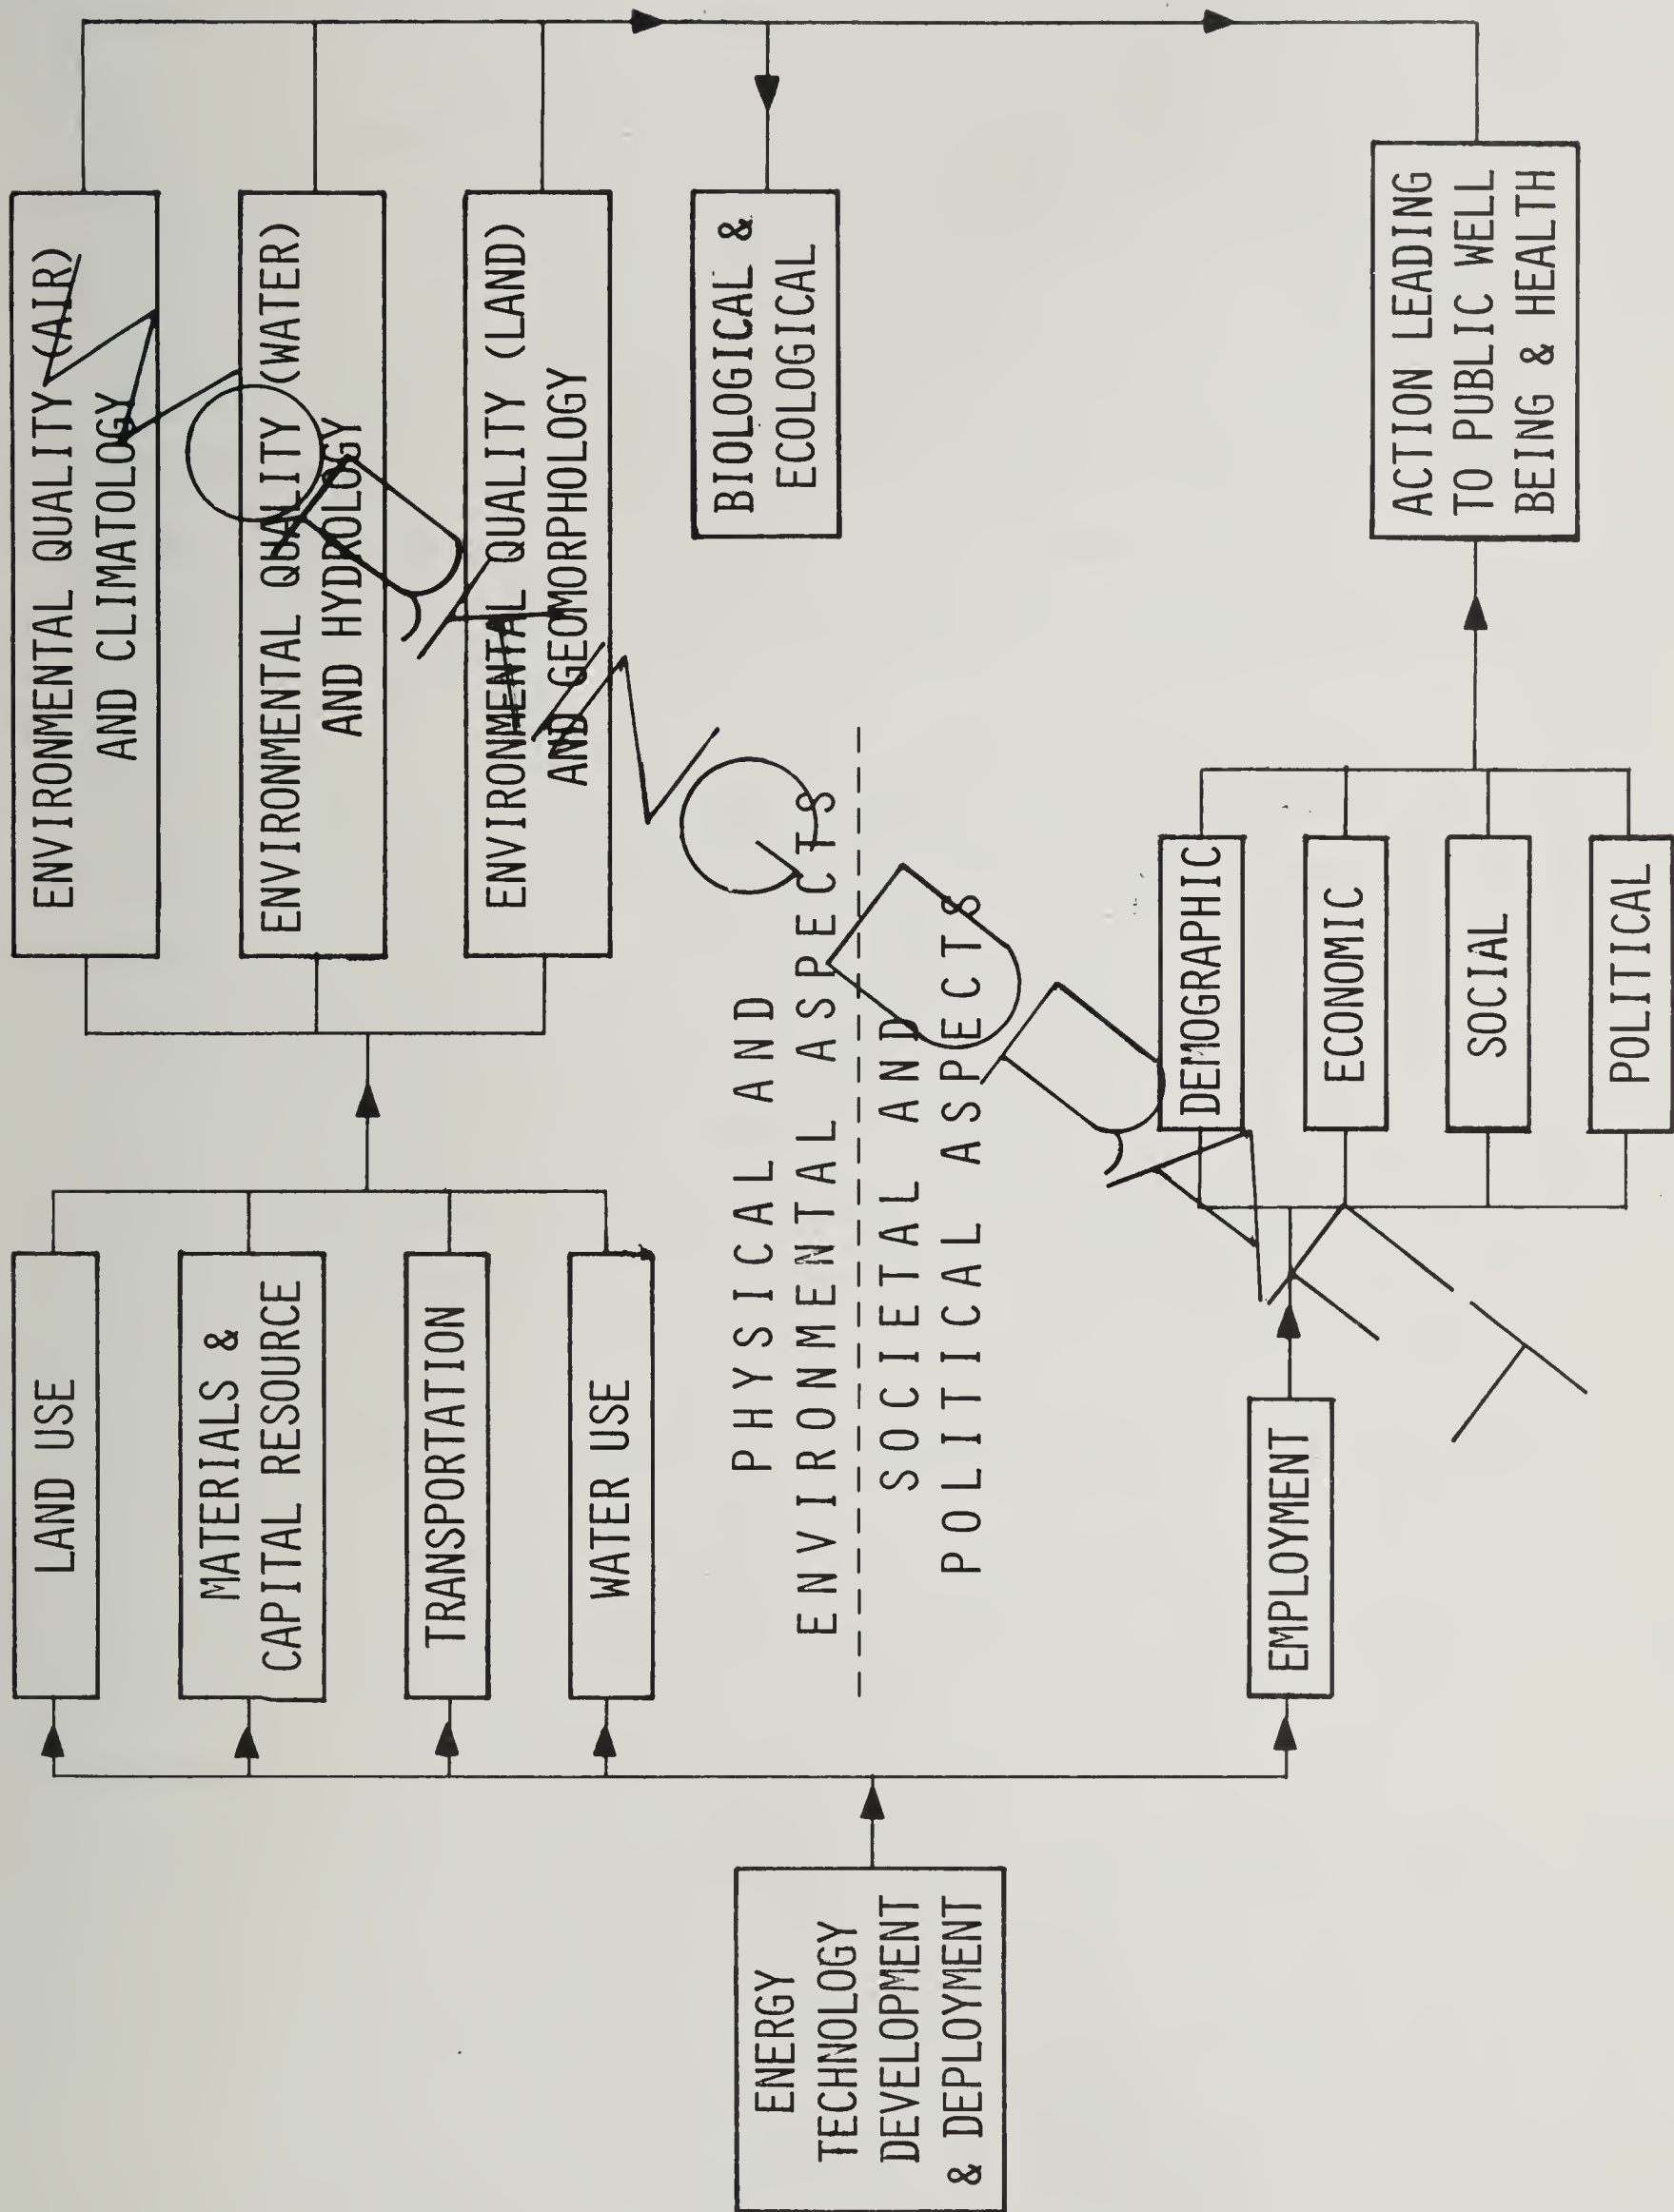 LAND USE
MATERIALS &
CAPITAL RESOURCE
TRANSPORTATION
WATER USE
ENVIRONMENTAL QUALITY (AIR)
AND CLIMATOLOGY
ENVIRONMENTAL QUALITY (WATER)
AND HYDROLOGY
ENVIRONMENTAL QUALITY (LAND)
AND GEOMORPHOLOGY
BIOLOGICAL &
ECOLOGICAL
ENERGY
TECHNOLOGY
DEVELOPMENT
& DEPLOYMENT
PHYSICAL AND
ENVIRONMENTAL ASPECTS
SOCIETAL AND
POLITICAL ASPECTS
EMPLOYMENT
DEMOGRAPHIC
ECONOMIC
SOCIAL
POLITICAL
ACTION LEADING
TO PUBLIC WELL
BEING & HEALTH
WORKING DRAFT